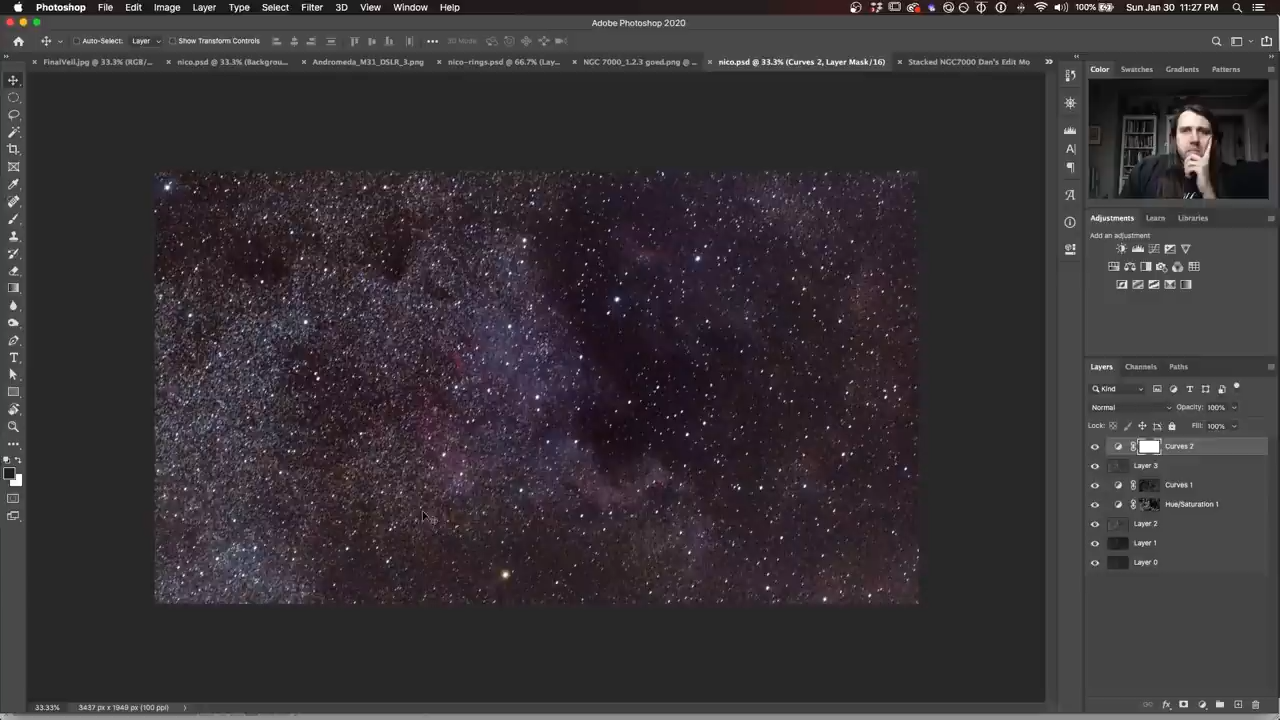 Photoshop File Edit Image Layer Type Select Filter 3D View Window Help 100% Sun Jan 30 11:27 PM
Adobe Photoshop 2020
Auto-Select: Layer Show Transform Controls 3D Mode:
FinalVeil.jpg @ 33.3% (RGB/... nico.psd @ 33.3% (Backgrou... Andromeda_M31_DSLR_3.png nico-rings.psd @ 66.7% (Lay... NGC 7000_1.2.3 goed.png @ ... nico.psd @ 33.3% (Curves 2, Layer Mask/16) Stacked NGC7000 Dan's Edit Mo
Color Swatches Gradients Patterns
Adjustments Learn Libraries
Add an adjustment
Layers Channels Paths
Kind
Normal Opacity: 100%
Lock: Fill: 100%
Curves 2
Layer 3
Curves 1
Hue/Saturation 1
Layer 2
Layer 1
Layer 0
33.33% 3437 px x 1949 px (100 ppi)